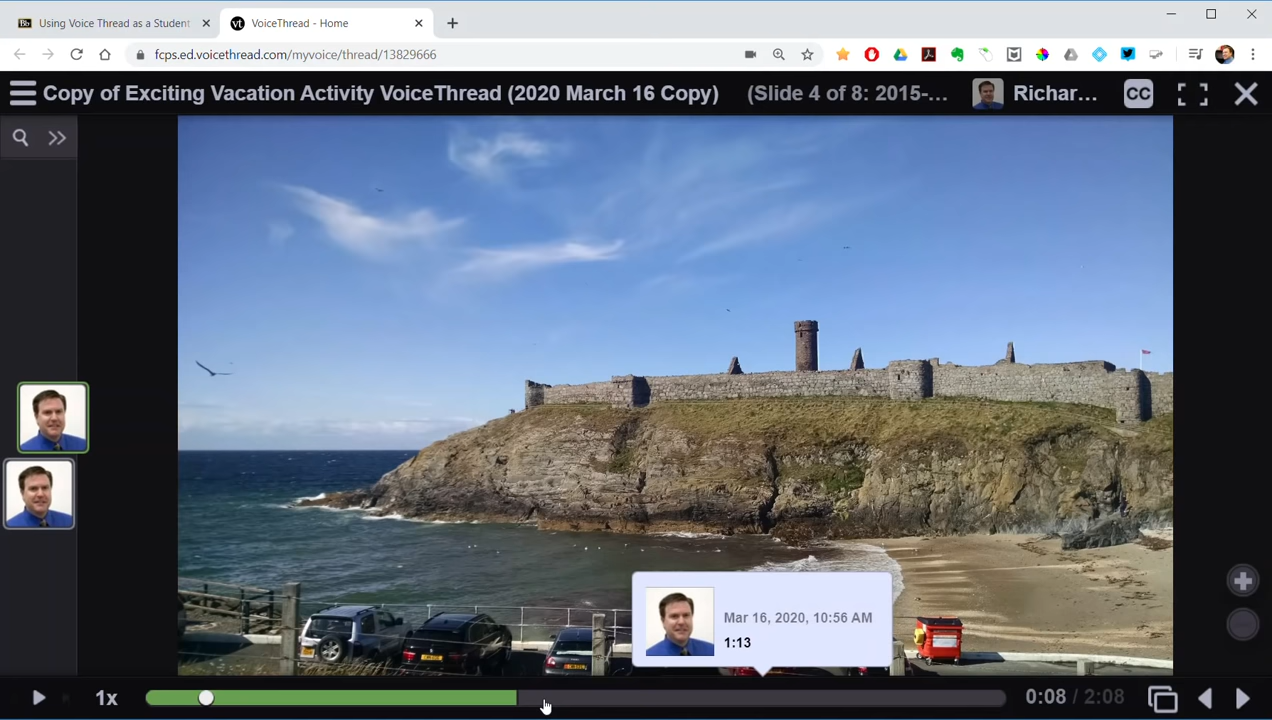 Bb Using Voice Thread as a Student
vt VoiceThread - Home
fcps.ed.voicethread.com/myvoice/thread/13829666
Copy of Exciting Vacation Activity VoiceThread (2020 March 16 Copy) (Slide 4 of 8: 2015-... Richar... CC
Mar 16, 2020, 10:56 AM
1:13
1x 0:08 / 2:08